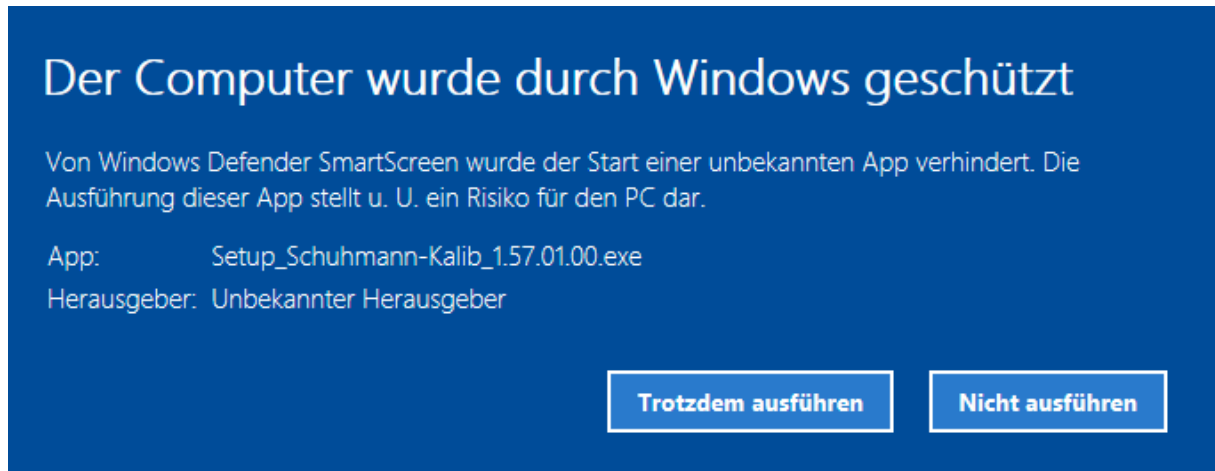 Der Computer wurde durch Windows geschützt
Von Windows Defender SmartScreen wurde der Start einer unbekannten App verhindert. Die
Ausführung dieser App stellt u. U. ein Risiko für den PC dar.
App: Setup_Schuhmann-Kalib_1.57.01.00.exe
Herausgeber: Unbekannter Herausgeber
Trotzdem ausführen Nicht ausführen